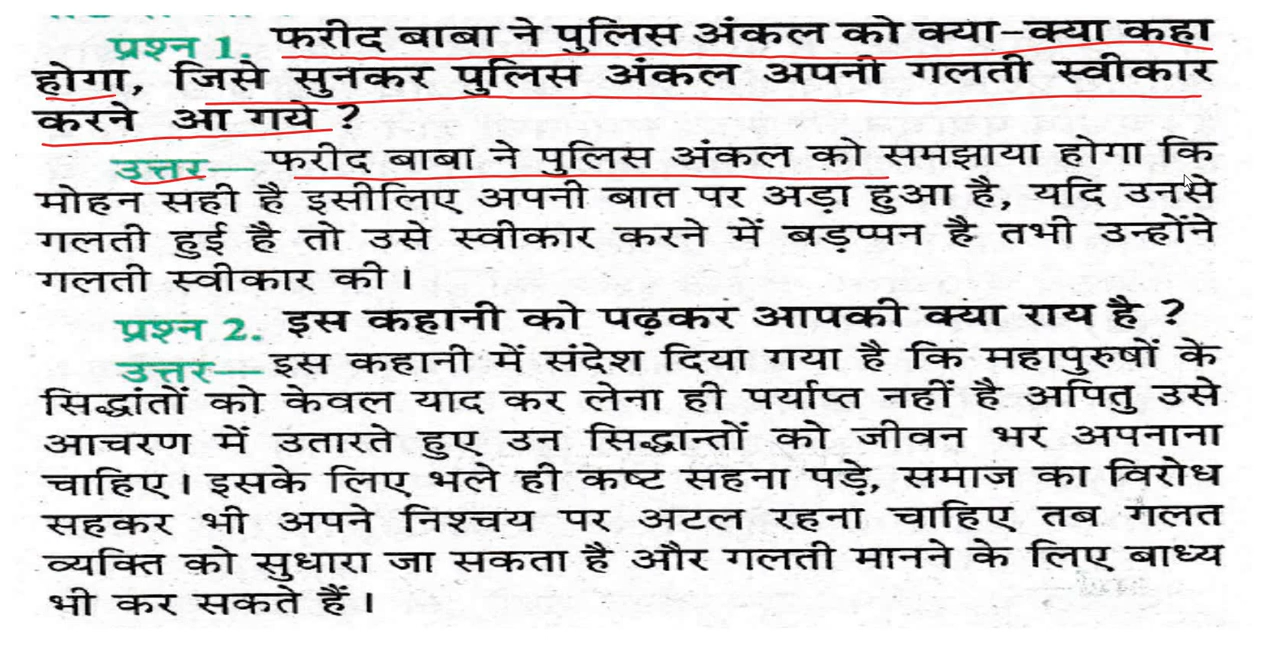 प्रश्न 1. फरीद बाबा ने पुलिस अंकल को क्या-क्या कहा
होगा, जिसे सुनकर पुलिस अंकल अपनी गलती स्वीकार
करने आ गये ?
उत्तर— फरीद बाबा ने पुलिस अंकल को समझाया होगा कि
मोहन सही है इसीलिए अपनी बात पर अड़ा हुआ है, यदि उनसे
गलती हुई है तो उसे स्वीकार करने में बड़प्पन है तभी उन्होंने
गलती स्वीकार की।
प्रश्न 2. इस कहानी को पढ़कर आपकी क्या राय है ?
उत्तर— इस कहानी में संदेश दिया गया है कि महापुरुषों के
सिद्धांतों को केवल याद कर लेना ही पर्याप्त नहीं है अपितु उसे
आचरण में उतारते हुए उन सिद्धान्तों को जीवन भर अपनाना
चाहिए। इसके लिए भले ही कष्ट सहना पड़े, समाज का विरोध
सहकर भी अपने निश्चय पर अटल रहना चाहिए तब गलत
व्यक्ति को सुधारा जा सकता है और गलती मानने के लिए बाध्य
भी कर सकते हैं।